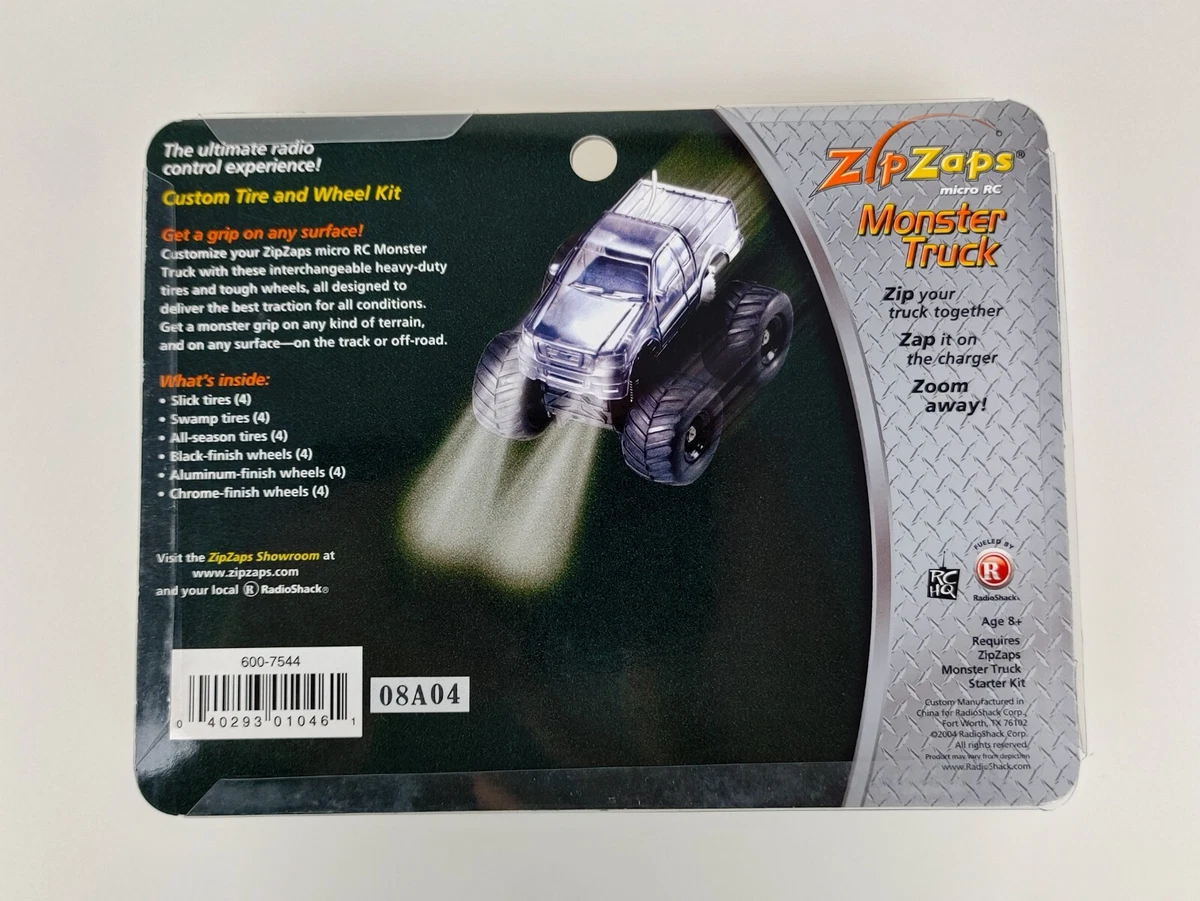 The ultimate radio
control experience!
Custom Tire and Wheel Kit
Get a grip on any surface!
Customize your ZipZaps micro RC Monster
Truck with these interchangeable heavy-duty
tires and tough wheels, all designed to
deliver the best traction for all conditions.
Get a monster grip on any kind of terrain,
and on any surface—on the track or off-road.
What's inside:
• Slick tires (4)
• Swamp tires (4)
• All-season tires (4)
• Black-finish wheels (4)
• Aluminum-finish wheels (4)
• Chrome-finish wheels (4)
Visit the ZipZaps Showroom at
www.zipzaps.com
and your local ® RadioShack®
600-7544
0 40293 01046 1
08A04
ZipZaps®
micro RC
Monster
Truck
Zip your
truck together
Zap it on
the charger
Zoom
away!
FUELED BY
R
RadioShack
RC
HQ
Age 8+
Requires
ZipZaps
Monster Truck
Starter Kit
Custom Manufactured in
China for RadioShack Corp.,
Fort Worth, TX 76102
©2004 RadioShack Corp.
All rights reserved.
Product may vary from depiction
www.RadioShack.com